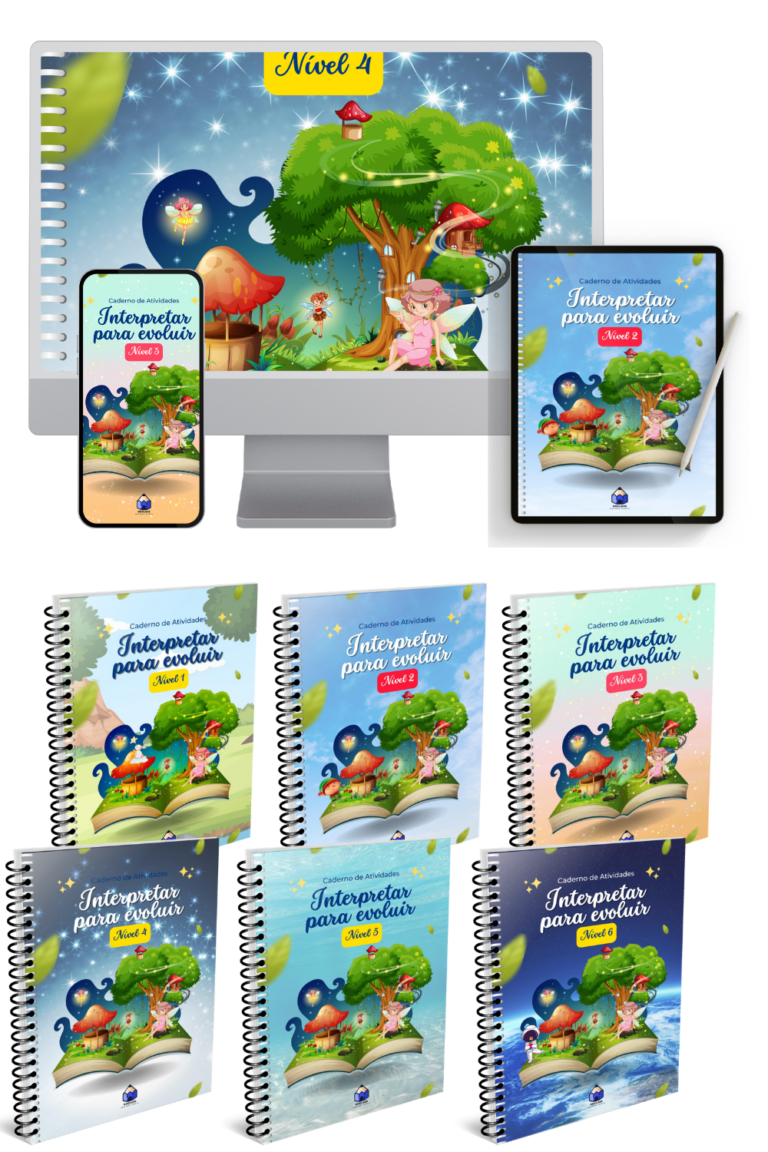 Nível 4
Caderno de Atividades
Interpretar
para evoluir
Nível 3
Caderno de Atividades
Interpretar
para evoluir
Nível 2
Caderno de Atividades
Interpretar
para evoluir
Nível 1
Caderno de Atividades
Interpretar
para evoluir
Nível 2
Caderno de Atividades
Interpretar
para evoluir
Nível 3
Caderno de Atividades
Interpretar
para evoluir
Nível 4
Caderno de Atividades
Interpretar
para evoluir
Nível 5
Caderno de Atividades
Interpretar
para evoluir
Nível 6